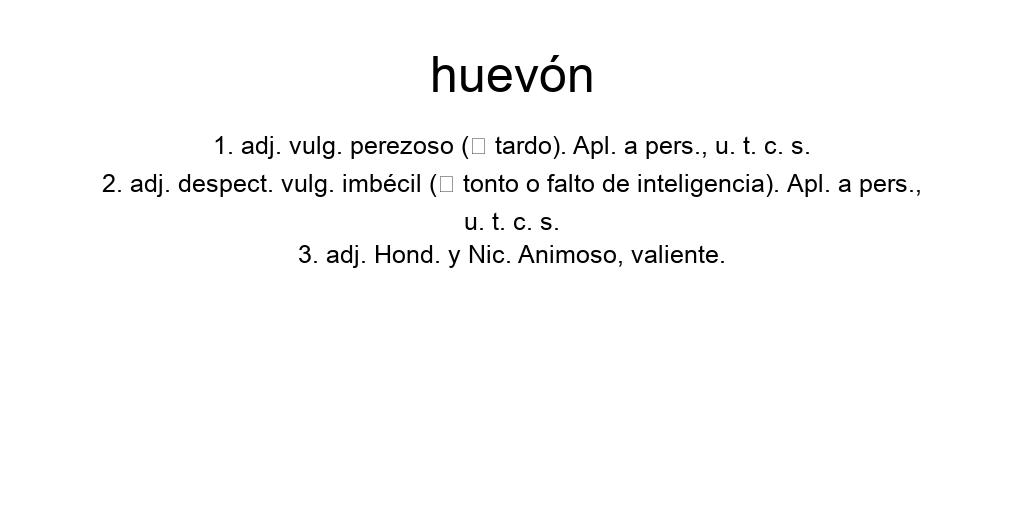 huevón
1. adj. vulg. perezoso (□ tardo). Apl. a pers., u. t. c. s.
2. adj. despect. vulg. imbécil (□ tonto o falto de inteligencia). Apl. a pers.,
u. t. c. s.
3. adj. Hond. y Nic. Animoso, valiente.